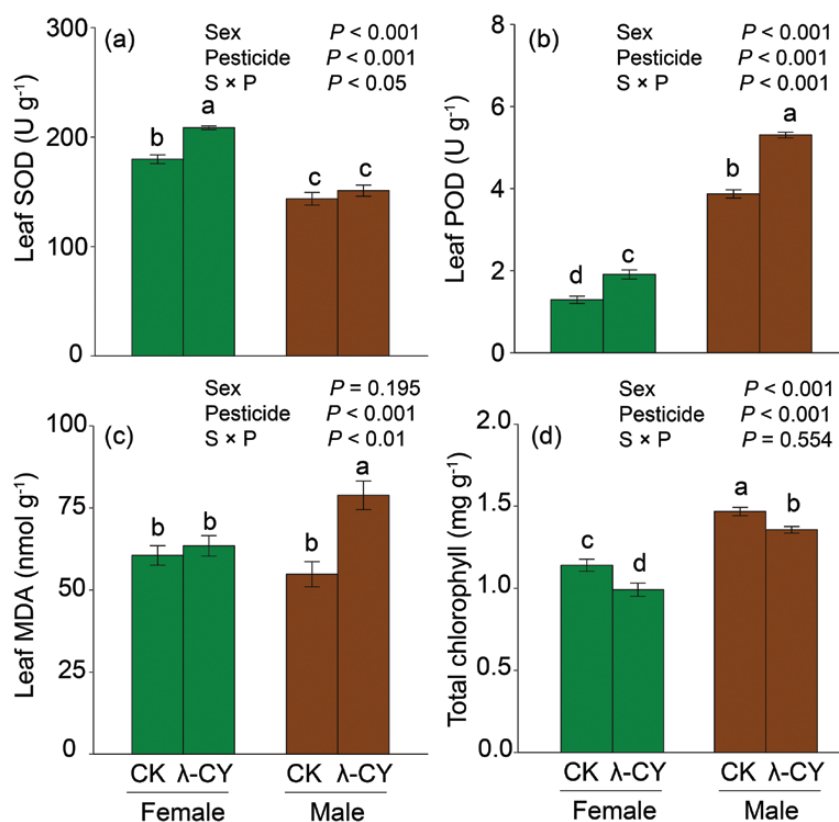 (a)
Sex P < 0.001
Pesticide P < 0.001
S × P P < 0.05
Leaf SOD (U g⁻¹)
300
200
100
0
b
a
c
c
(b)
Sex P < 0.001
Pesticide P < 0.001
S × P P < 0.001
Leaf POD (U g⁻¹)
8
6
4
2
0
d
c
b
a
(c)
Sex P = 0.195
Pesticide P < 0.001
S × P P < 0.01
Leaf MDA (nmol g⁻¹)
100
75
50
25
0
b
b
b
a
CK λ-CY CK λ-CY
Female Male
(d)
Sex P < 0.001
Pesticide P < 0.001
S × P P = 0.554
Total chlorophyll (mg g⁻¹)
2.0
1.5
1.0
0.5
0.0
c
d
a
b
CK λ-CY CK λ-CY
Female Male